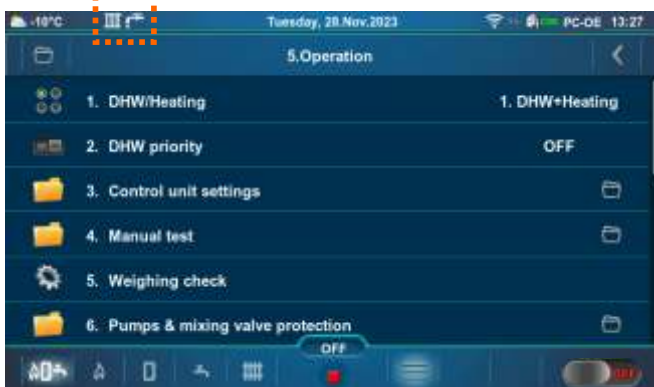 -10°C Tuesday, 28.Nov.2023 PC-OE 13:27
5.Operation
1. DHW/Heating 1. DHW+Heating
2. DHW priority OFF
3. Control unit settings
4. Manual test
5. Weighing check
6. Pumps & mixing valve protection
OFF
OFF